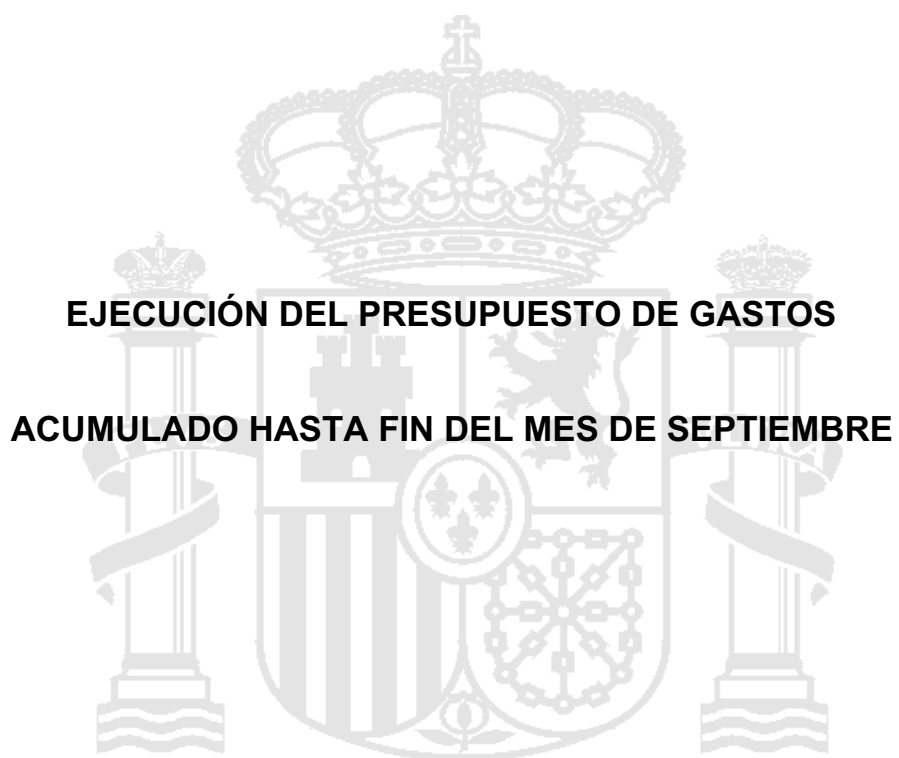 EJECUCIÓN DEL PRESUPUESTO DE GASTOS
ACUMULADO HASTA FIN DEL MES DE SEPTIEMBRE